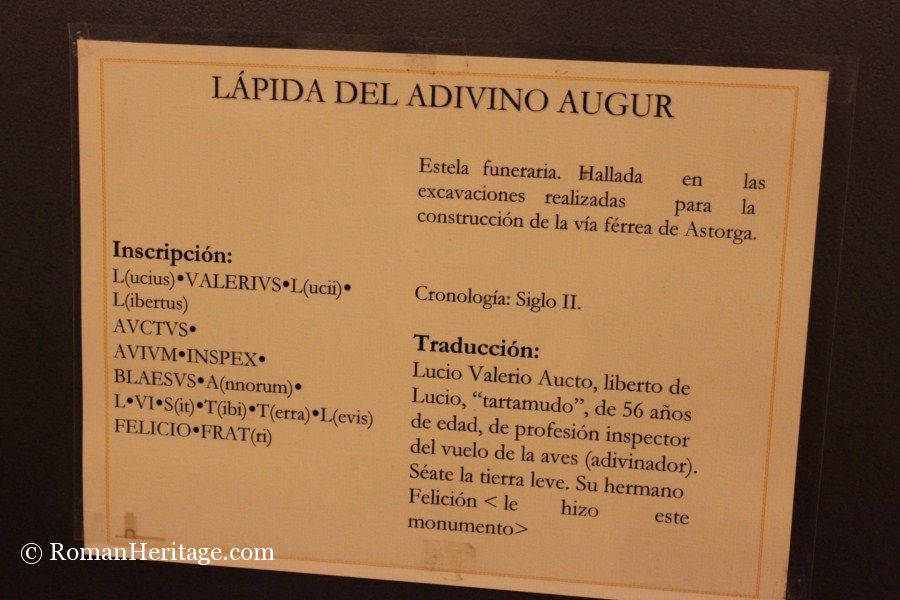 LÁPIDA DEL ADIVINO AUGUR
Estela funeraria. Hallada en las
excavaciones realizadas para la
construcción de la vía férrea de Astorga.
Inscripción:
L(ucius)•VALERIVS•L(ucii)•
L(ibertus)
AVCTVS•
AVIVM•INSPEX•
BLAESVS•A(nnorum)•
L•VI•S(it)•T(ibi)•T(erra)•L(evis)
FELICIO•FRAT(ri)
Cronología: Siglo II.
Traducción:
Lucio Valerio Aucto, liberto de
Lucio, “tartamudo”, de 56 años
de edad, de profesión inspector
del vuelo de la aves (adivinador).
Séate la tierra leve. Su hermano
Felición < le hizo este
monumento>
© RomanHeritage.com